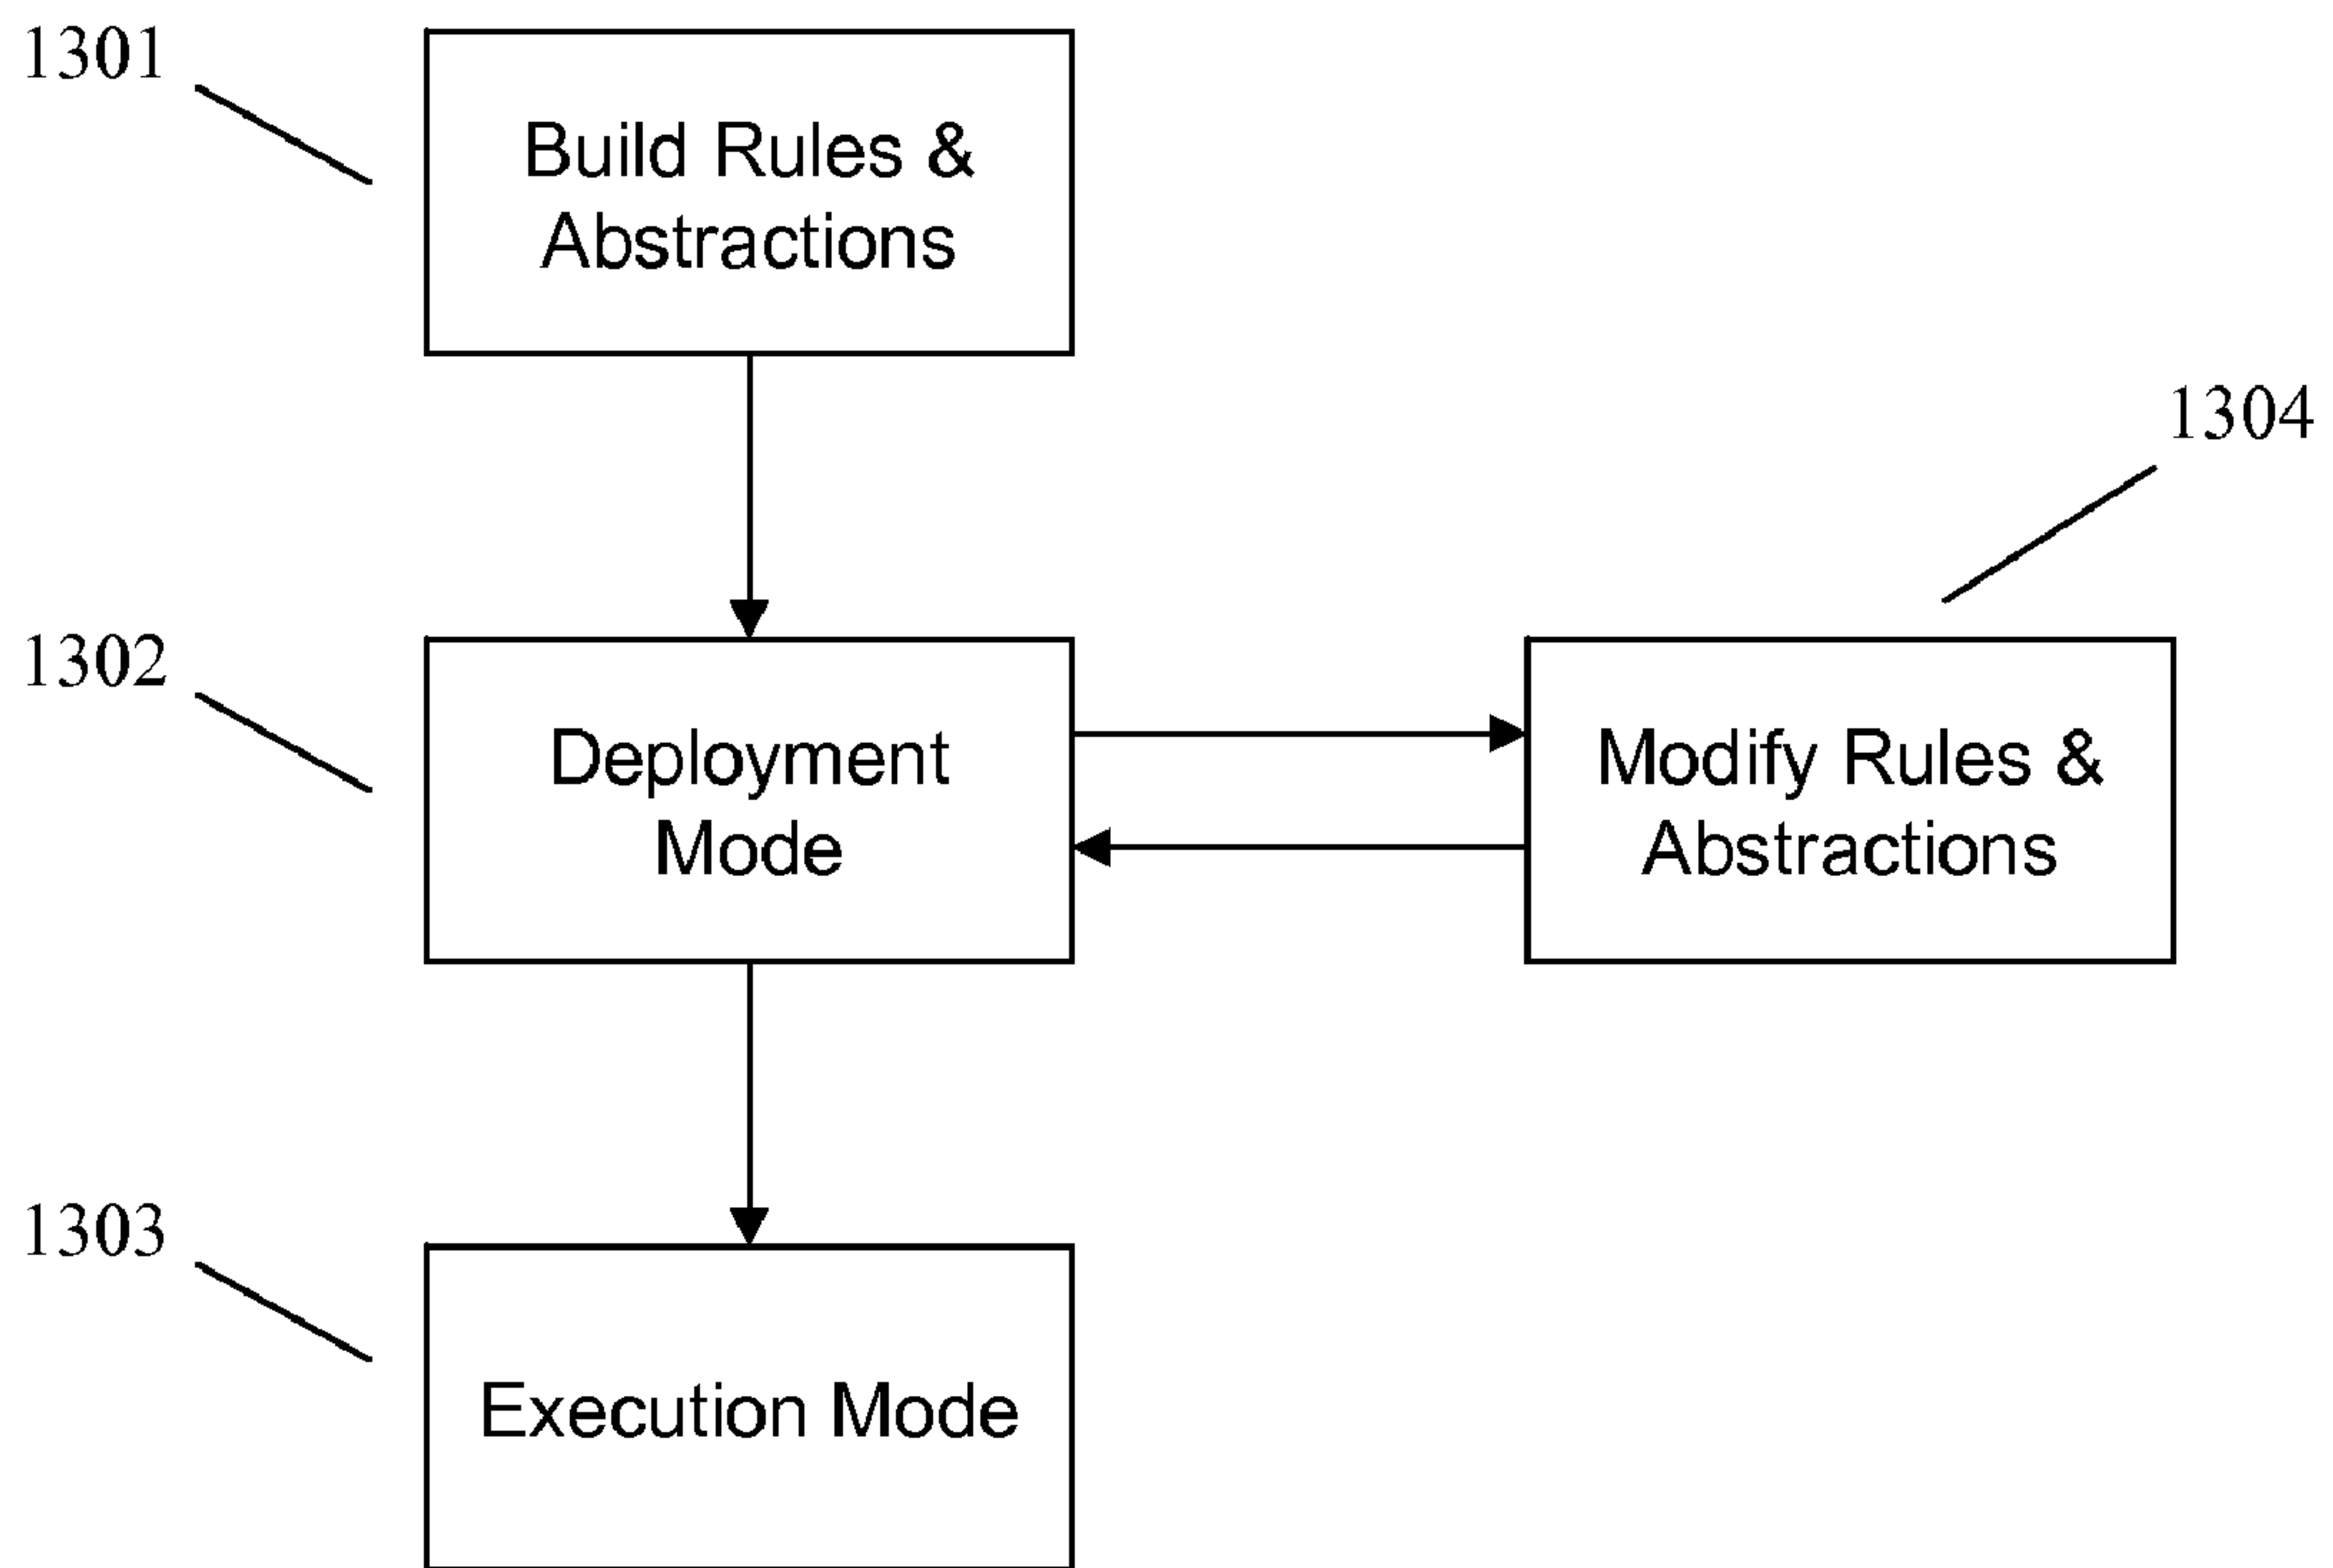 1301
Build Rules &
Abstractions
1304
1302
Deployment
Mode
Modify Rules &
Abstractions
1303
Execution Mode